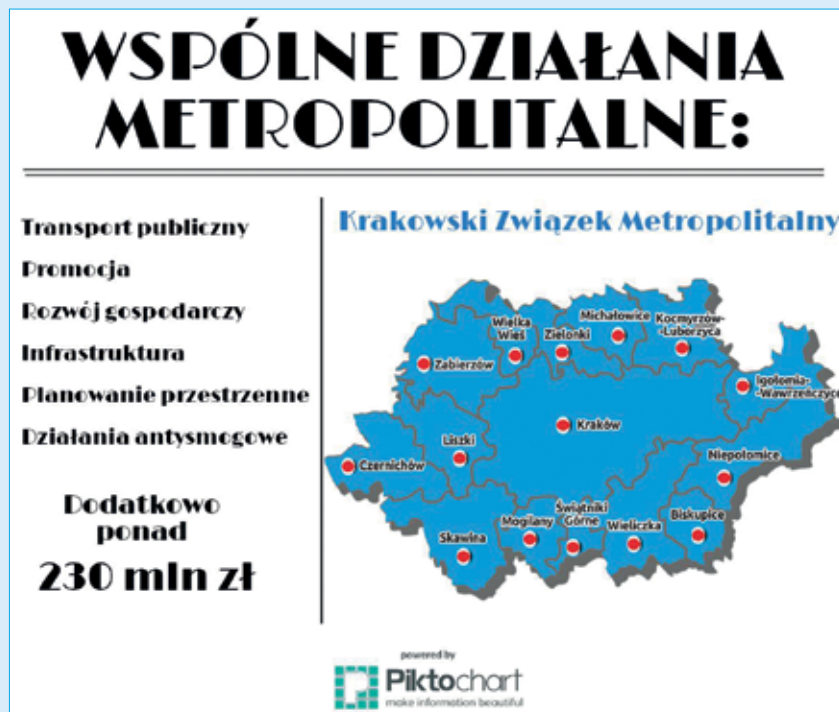 WSPÓLNE DZIAŁANIA
METROPOLITALNE:
Transport publiczny
Promocja
Rozwój gospodarczy
Infrastruktura
Planowanie przestrzenne
Działania antysmogowe
Dodatkowo
ponad
230 mln zł
Krakowski Związek Metropolitalny
Wielka
Wieś
Zielonki
Michałowice
Kocmyrzów-
-Luborzyca
Zabierzów
Igołomia-
-Wawrzeńczyce
Kraków
Liszki
Czernichów
Niepołomice
Skawina
Mogilany
Świątniki
Górne
Wieliczka
Biskupice
powered by
Piktochart
make information beautiful